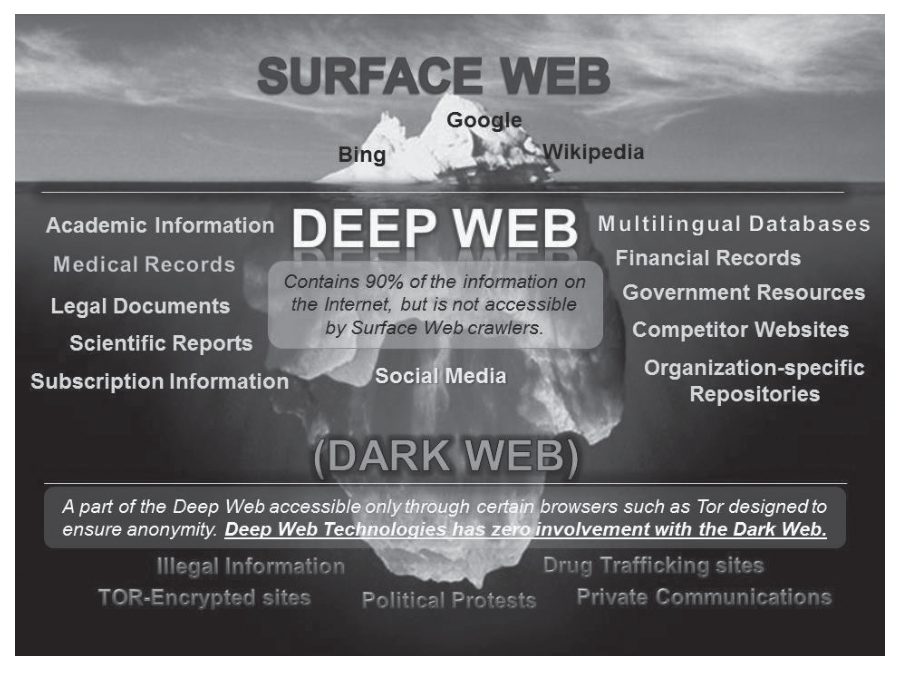 SURFACE WEB
Google
Bing
Wikipedia
DEEP WEB
Academic Information
Medical Records
Legal Documents
Scientific Reports
Subscription Information
Contains 90% of the information on
the Internet, but is not accessible
by Surface Web crawlers.
Social Media
Multilingual Databases
Financial Records
Government Resources
Competitor Websites
Organization-specific
Repositories
(DARK WEB)
A part of the Deep Web accessible only through certain browsers such as Tor designed to
ensure anonymity. Deep Web Technologies has zero involvement with the Dark Web.
Illegal Information
Drug Trafficking sites
TOR-Encrypted sites
Political Protests
Private Communications